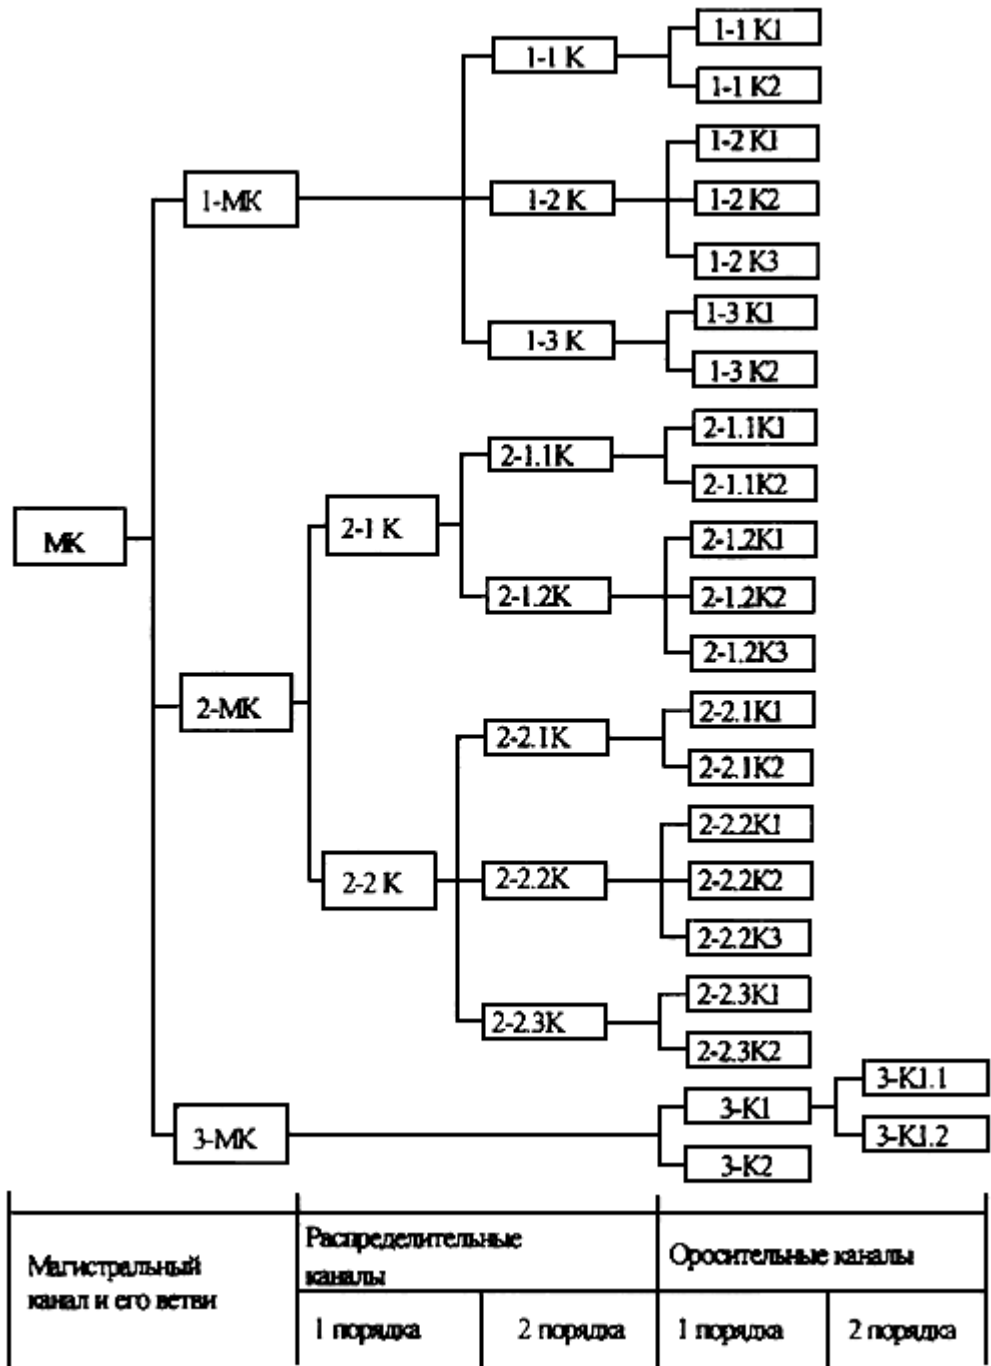 МК
1-МК
1-1 К
1-1 К1
1-1 К2
1-2 К
1-2 К1
1-2 К2
1-2 К3
1-3 К
1-3 К1
1-3 К2
2-МК
2-1 К
2-1.1К
2-1.1К1
2-1.1К2
2-1.2К
2-1.2К1
2-1.2К2
2-1.2К3
2-2 К
2-2.1К
2-2.1К1
2-2.1К2
2-2.2К
2-2.2К1
2-2.2К2
2-2.2К3
2-2.3К
2-2.3К1
2-2.3К2
3-МК
3-К1
3-К1.1
3-К1.2
3-К2
Магистральный
канал и его ветви
Распределительные
каналы
1 порядка
2 порядка
Оросительные каналы
1 порядка
2 порядка